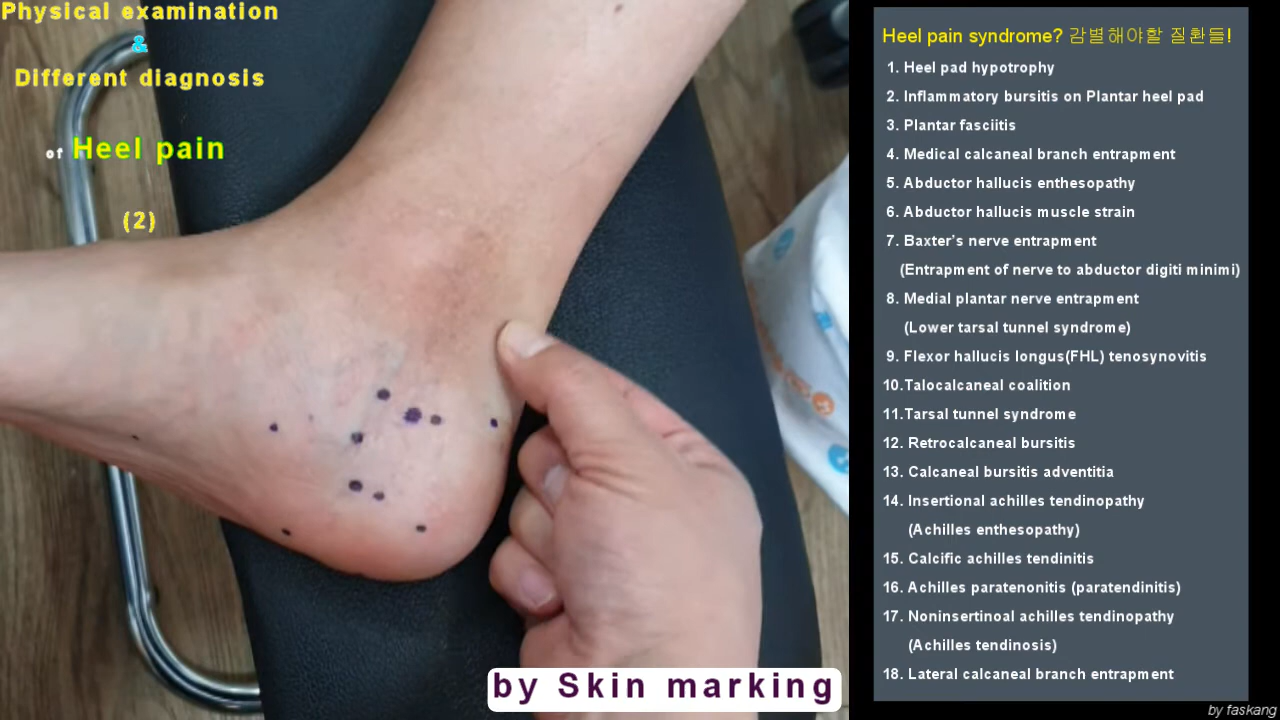 Physical examination
&
Different diagnosis
of Heel pain
(2)
by Skin marking
Heel pain syndrome? 감별해야할 질환들!
1. Heel pad hypotrophy
2. Inflammatory bursitis on Plantar heel pad
3. Plantar fasciitis
4. Medical calcaneal branch entrapment
5. Abductor hallucis enthesopathy
6. Abductor hallucis muscle strain
7. Baxter's nerve entrapment
(Entrapment of nerve to abductor digiti minimi)
8. Medial plantar nerve entrapment
(Lower tarsal tunnel syndrome)
9. Flexor hallucis longus(FHL) tenosynovitis
10.Talocalcaneal coalition
11.Tarsal tunnel syndrome
12. Retrocalcaneal bursitis
13. Calcaneal bursitis adventitia
14. Insertional achilles tendinopathy
(Achilles enthesopathy)
15. Calcific achilles tendinitis
16. Achilles paratenonitis (paratendinitis)
17. Noninsertinoal achilles tendinopathy
(Achilles tendinosis)
18. Lateral calcaneal branch entrapment
by faskang